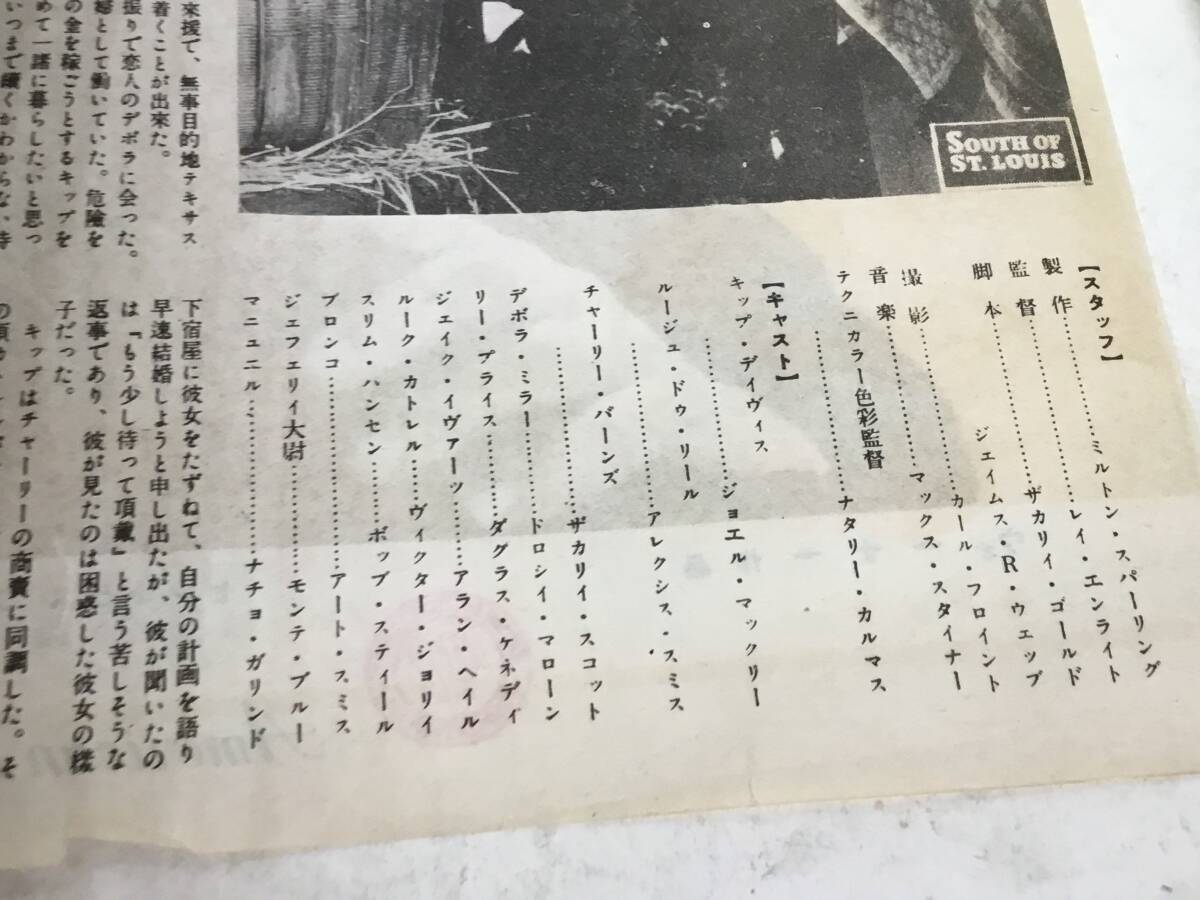 SOUTH OF
ST. LOUIS
来援で、無事目的地テキサス
着くことが出来た。
振りで恋人のデボラに会った。
婦として働いていた。危険を
の金を稼ごうとするキップを
めて一諸に暮らしたいと思っ
いつまで続くかわからない待
【スタッフ】
製作……………ミルトン・スパーリング
監督……………レイ・エンライト
脚本……………ザカリイ・ゴールド
ジェイムス・R・ウェッブ
撮影……………カール・フロイント
音楽……………マックス・スタイナー
テクニカラー色彩監督
……………ナタリー・カルマス
【キャスト】
キップ・デイヴィス
……………ジョエル・マックリー
ルージュ・ドゥ・リール
……………アレクシス・スミス
チャーリー・バーンズ
……………ザカリイ・スコット
デボラ・ミラー……ドロシイ・マローン
リー・プライス……ダグラス・ケネディ
ジェイク・イヴァーツ……アラン・ヘイル
ルーク・カトレル……ヴィクター・ジョリイ
スリム・ハンセン……ボッブ・スティール
ブロンコ……………アート・スミス
ジェフェリイ大尉……モンテ・ブルー
マニュエル……………ナチョ・ガリンド
下宿屋に彼女をたずねて、自分の計画を語り
早速結婚しようと申し出たが、彼が聞いたの
は「もう少し待って頂戴」と言う苦しそうな
返事であり、彼が見たのは困惑した彼女の様
子だった。
キップはチャーリーの商売に同調した。そ